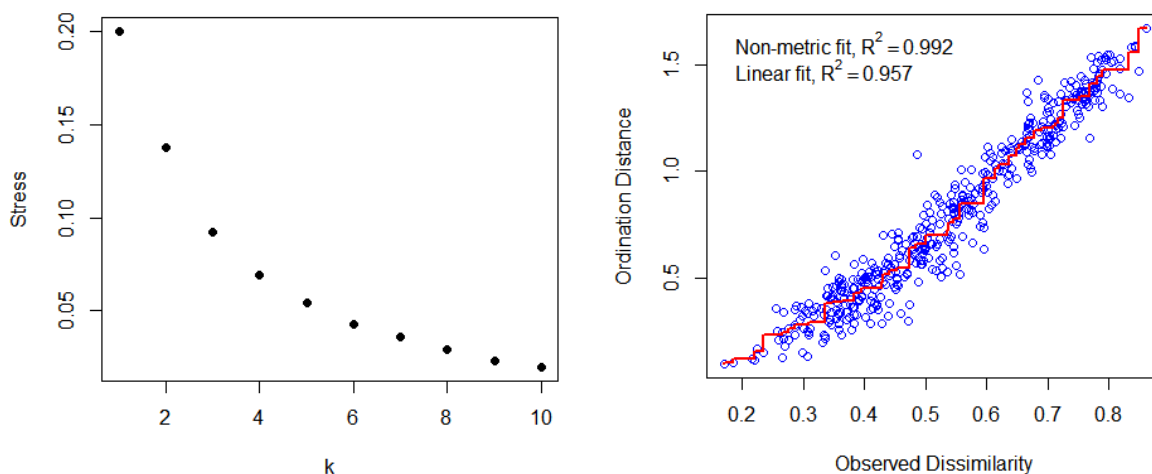 Stress
0.20
0.15
0.10
0.05
2 4 6 8 10
k
Ordination Distance
1.5
1.0
0.5
Non-metric fit, R² = 0.992
Linear fit, R² = 0.957
0.2 0.3 0.4 0.5 0.6 0.7 0.8
Observed Dissimilarity